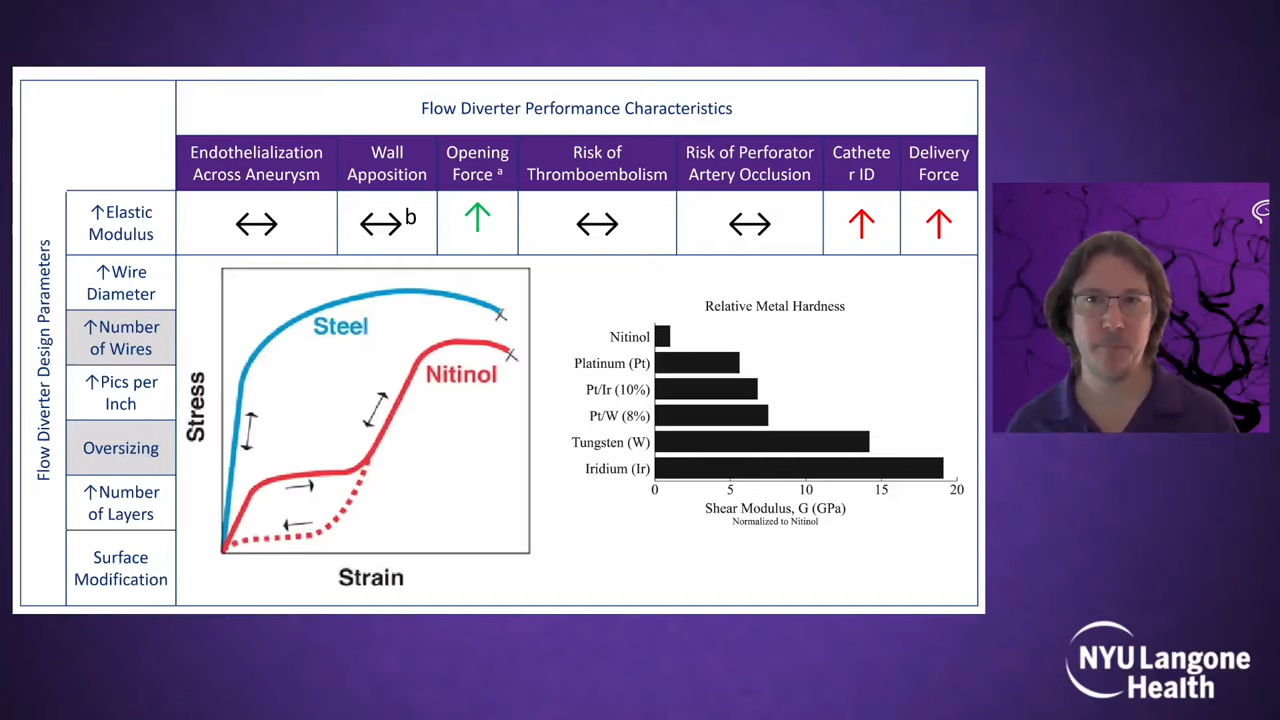 Flow Diverter Performance Characteristics
Endothelialization
Across Aneurysm
Wall
Apposition
Opening
Force a
Risk of
Thromboembolism
Risk of Perforator
Artery Occlusion
Cathete
r ID
Delivery
Force
Flow Diverter Design Parameters
↑Elastic
Modulus
↔
↔b
↑
↔
↔
↑
↑
↑Wire
Diameter
↑Number
of Wires
↑Pics per
Inch
Oversizing
↑Number
of Layers
Surface
Modification
Stress
Steel
Nitinol
Strain
Relative Metal Hardness
Nitinol
Platinum (Pt)
Pt/Ir (10%)
Pt/W (8%)
Tungsten (W)
Iridium (Ir)
0 5 10 15 20
Shear Modulus, G (GPa)
Normalized to Nitinol
NYU Langone
Health